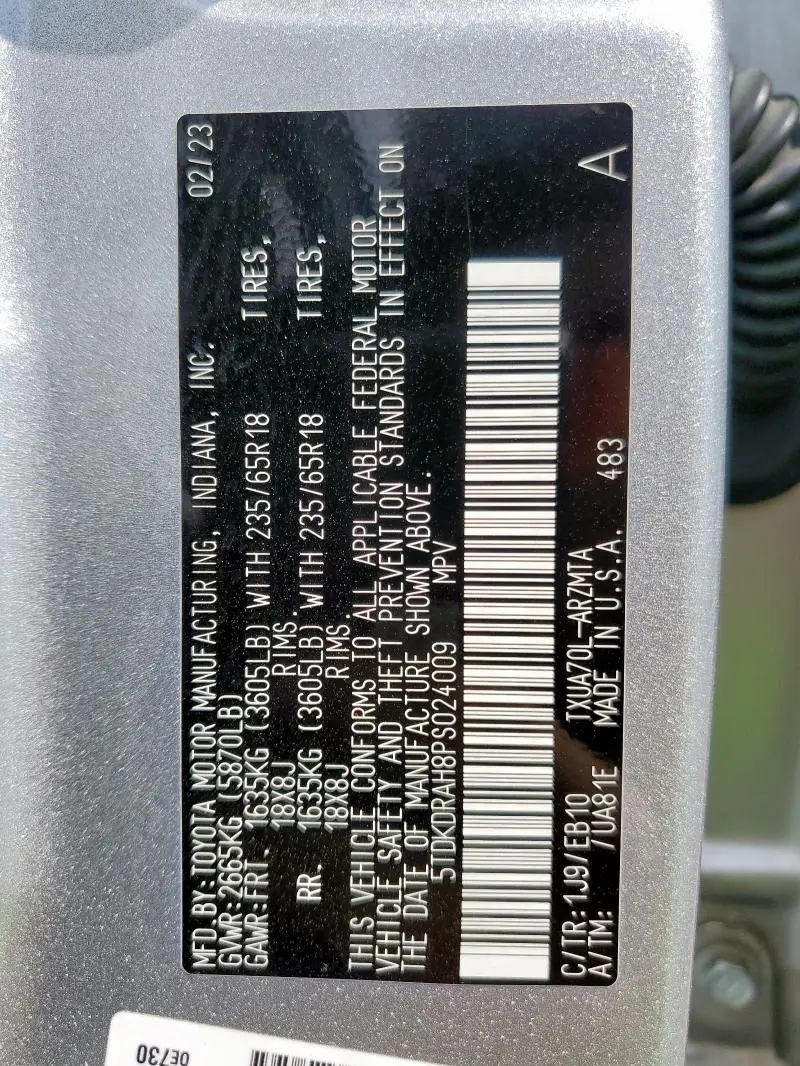 MFD.BY:TOYOTA MOTOR MANUFACTURING, INDIANA, INC. 02/23
GVWR:2665KG (5870LB)
GAWR:FRT. 1635KG (3605LB) WITH 235/65R18 TIRES,
18X8J RIMS.
RR. 1635KG (3605LB) WITH 235/65R18 TIRES,
18X8J RIMS.
THIS VEHICLE CONFORMS TO ALL APPLICABLE FEDERAL MOTOR
VEHICLE SAFETY AND THEFT PREVENTION STANDARDS IN EFFECT ON
THE DATE OF MANUFACTURE SHOWN ABOVE.
5TDKDRAH8PS024009 MPV
C/TR:1J9/EB10 TXUA70L-ARZMTA
A/TM: /UA81E MADE IN U.S.A. 483 A
0E730